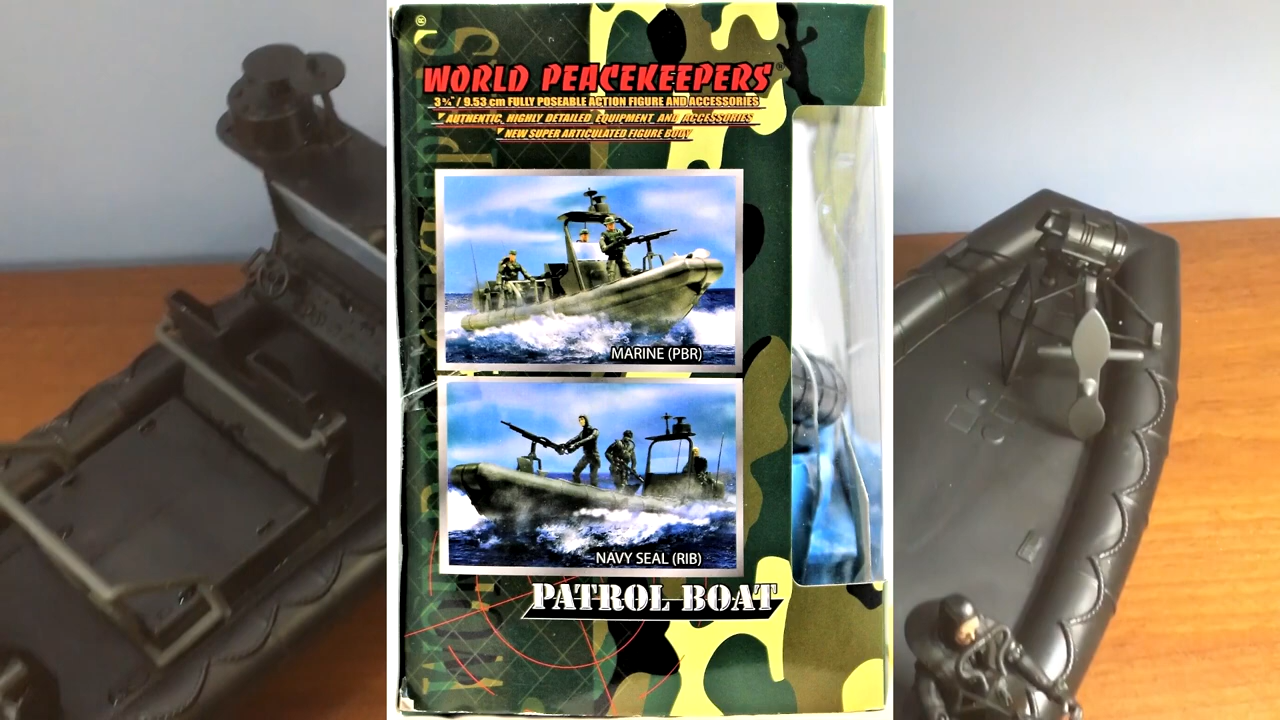 WORLD PEACEKEEPERS®
3 ¾" / 9.53 cm FULLY POSEABLE ACTION FIGURE AND ACCESSORIES
AUTHENTIC, HIGHLY DETAILED EQUIPMENT AND ACCESSORIES
NEW SUPER ARTICULATED FIGURE BODY
MARINE (PBR)
NAVY SEAL (RIB)
PATROL BOAT